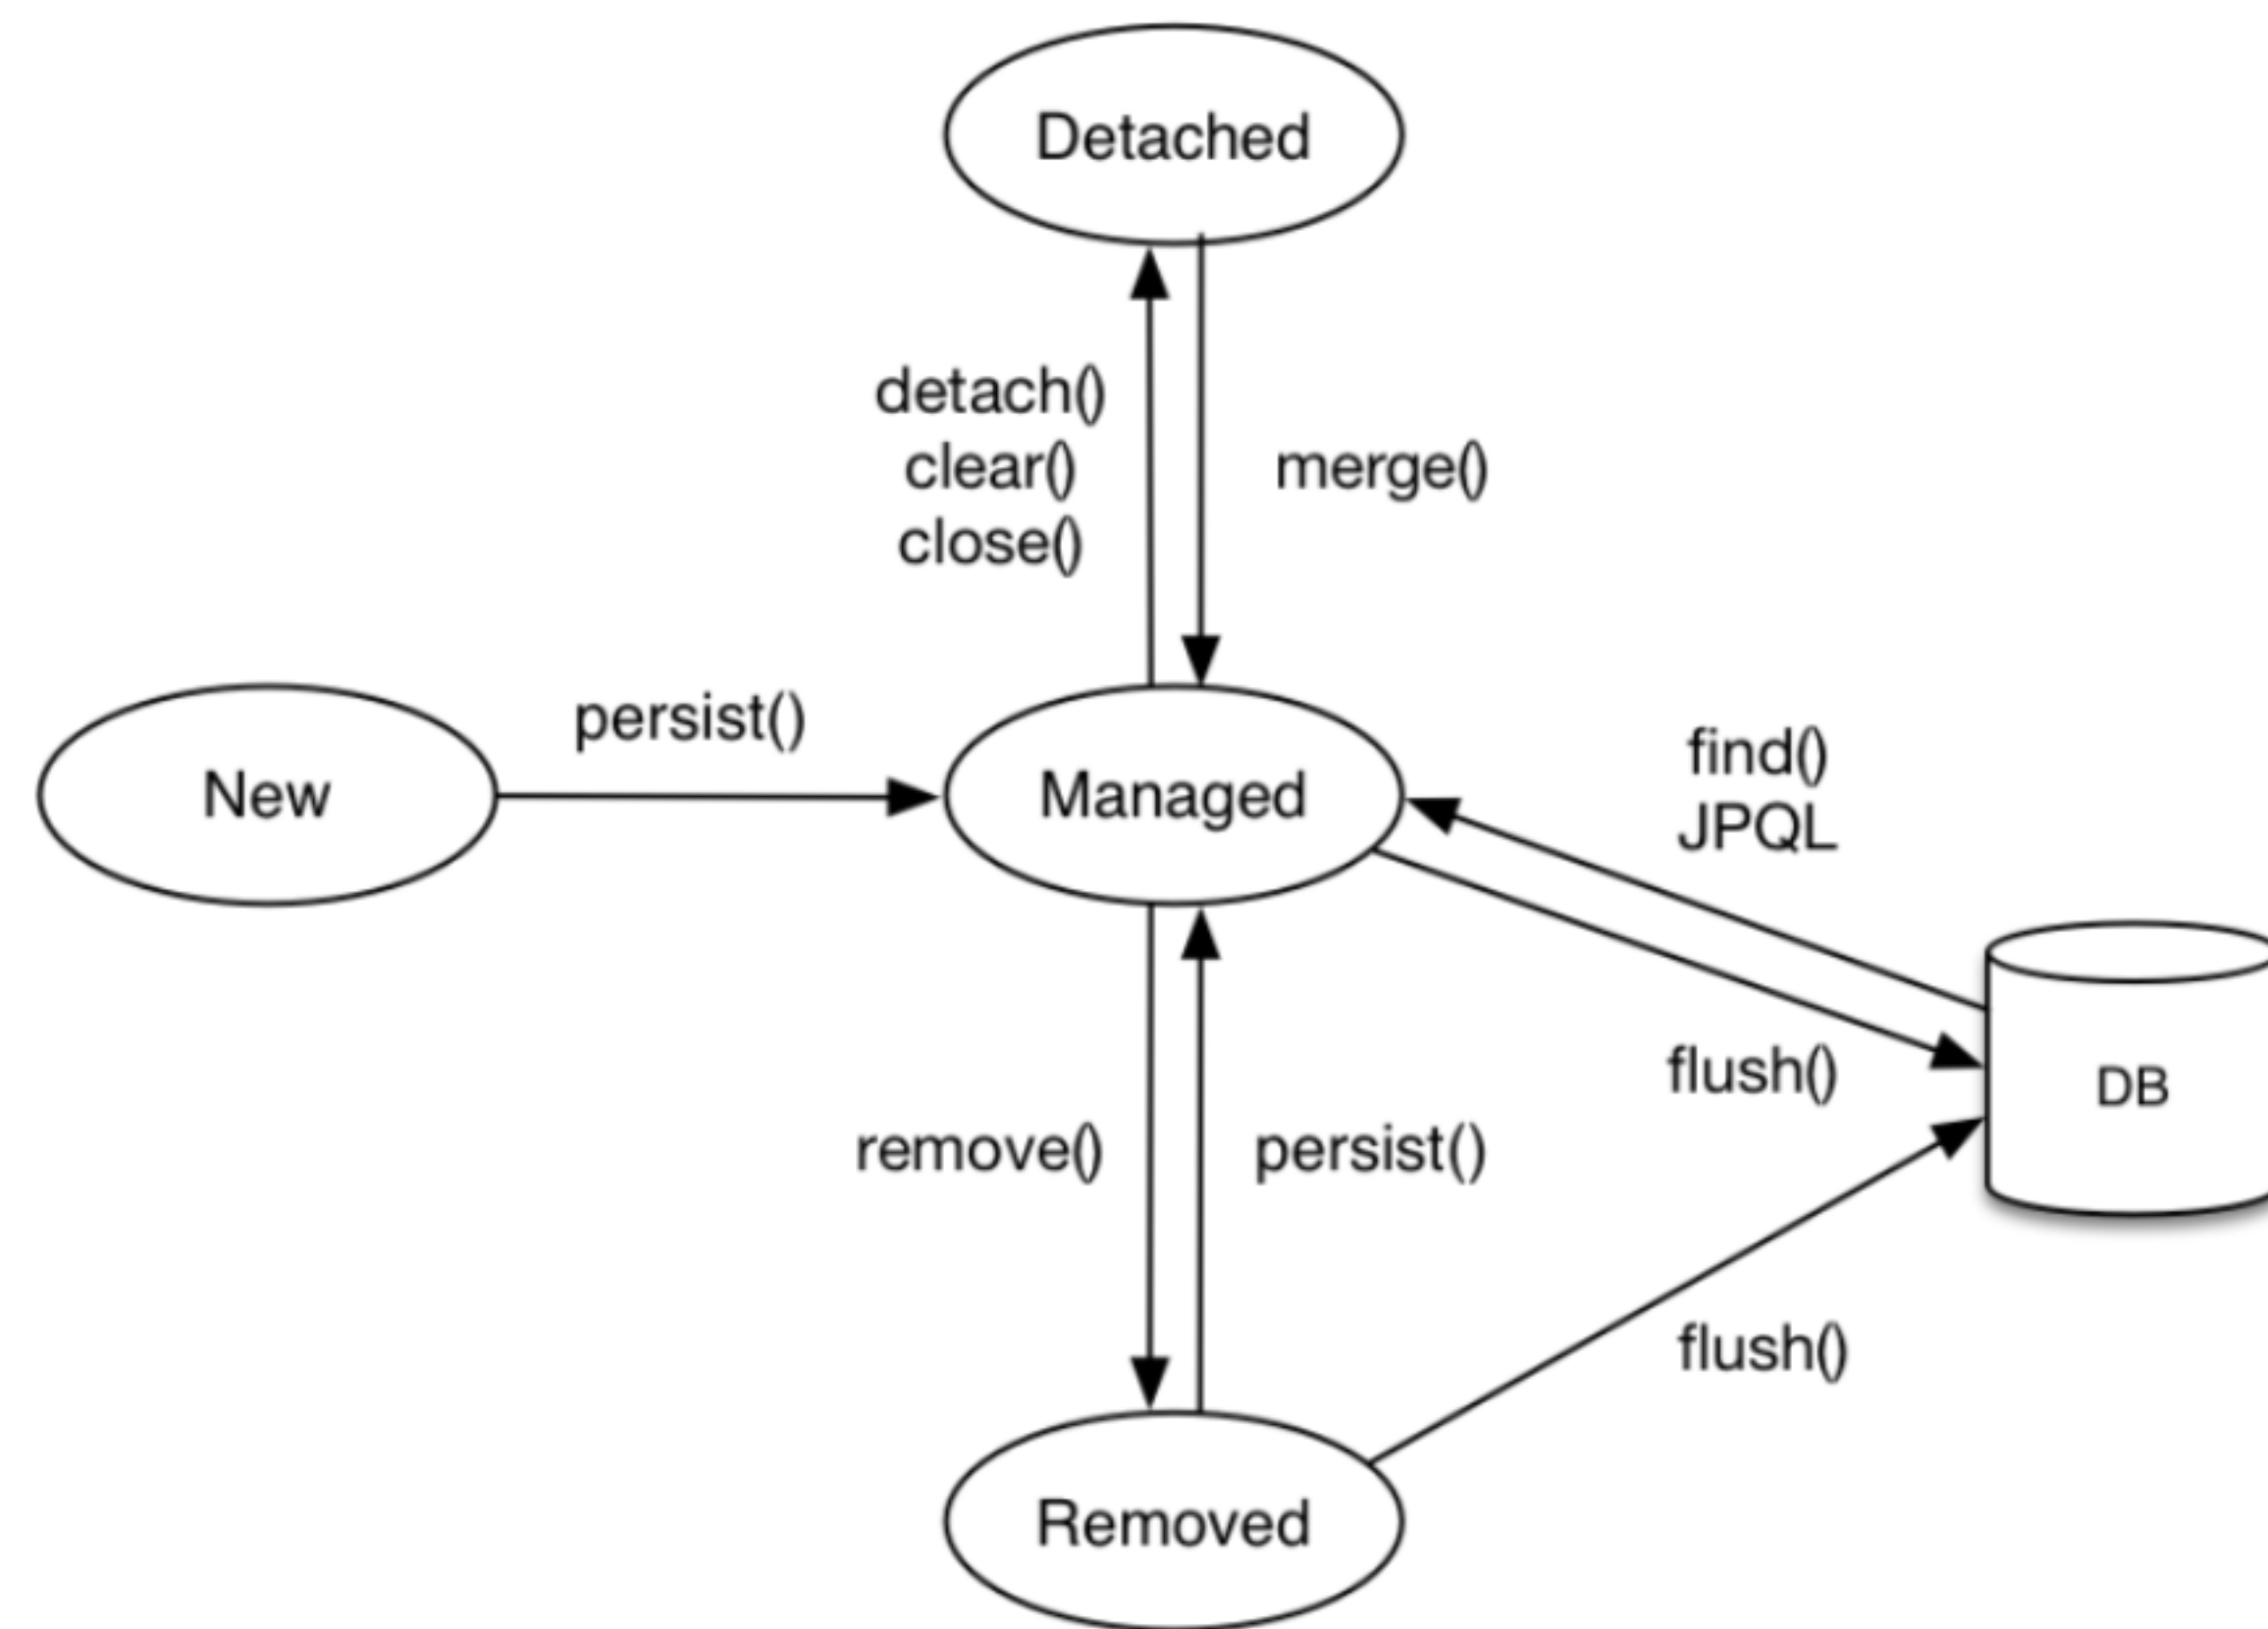 Detached
detach()
clear()
close()
merge()
New
persist()
Managed
find()
JPQL
flush()
DB
remove()
persist()
flush()
Removed